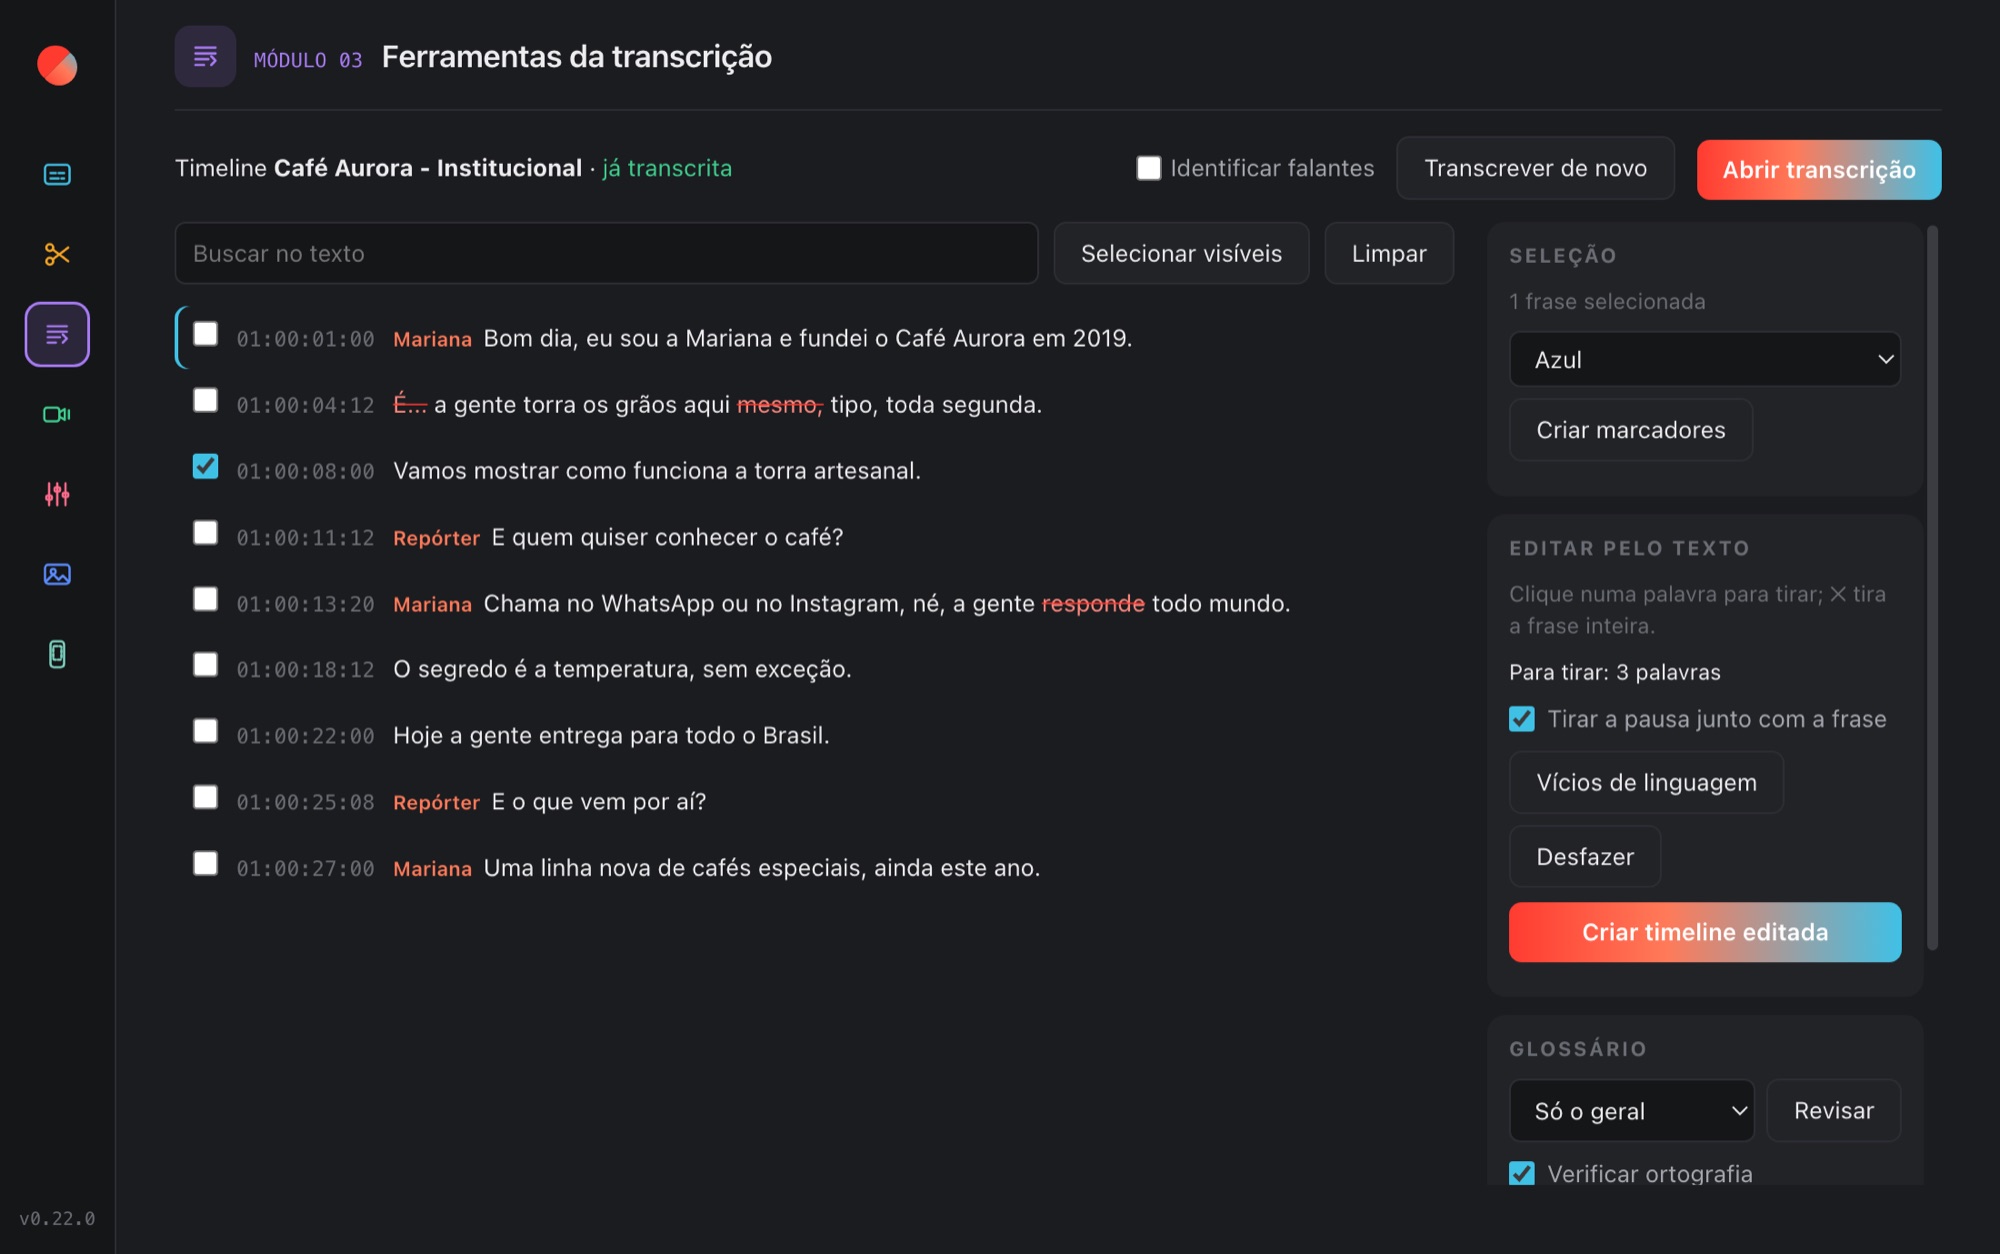 MÓDULO 03 Ferramentas da transcrição
Timeline Café Aurora - Institucional · já transcrita
Identificar falantes
Transcrever de novo
Abrir transcrição
Buscar no texto
Selecionar visíveis
Limpar
01:00:01:00 Mariana Bom dia, eu sou a Mariana e fundei o Café Aurora em 2019.
01:00:04:12 É... a gente torra os grãos aqui mesmo, tipo, toda segunda.
01:00:08:00 Vamos mostrar como funciona a torra artesanal.
01:00:11:12 Repórter E quem quiser conhecer o café?
01:00:13:20 Mariana Chama no WhatsApp ou no Instagram, né, a gente responde todo mundo.
01:00:18:12 O segredo é a temperatura, sem exceção.
01:00:22:00 Hoje a gente entrega para todo o Brasil.
01:00:25:08 Repórter E o que vem por aí?
01:00:27:00 Mariana Uma linha nova de cafés especiais, ainda este ano.
SELEÇÃO
1 frase selecionada
Azul
Criar marcadores
EDITAR PELO TEXTO
Clique numa palavra para tirar; ✕ tira
a frase inteira.
Para tirar: 3 palavras
Tirar a pausa junto com a frase
Vícios de linguagem
Desfazer
Criar timeline editada
GLOSSÁRIO
Só o geral
Revisar
Verificar ortografia
v0.22.0